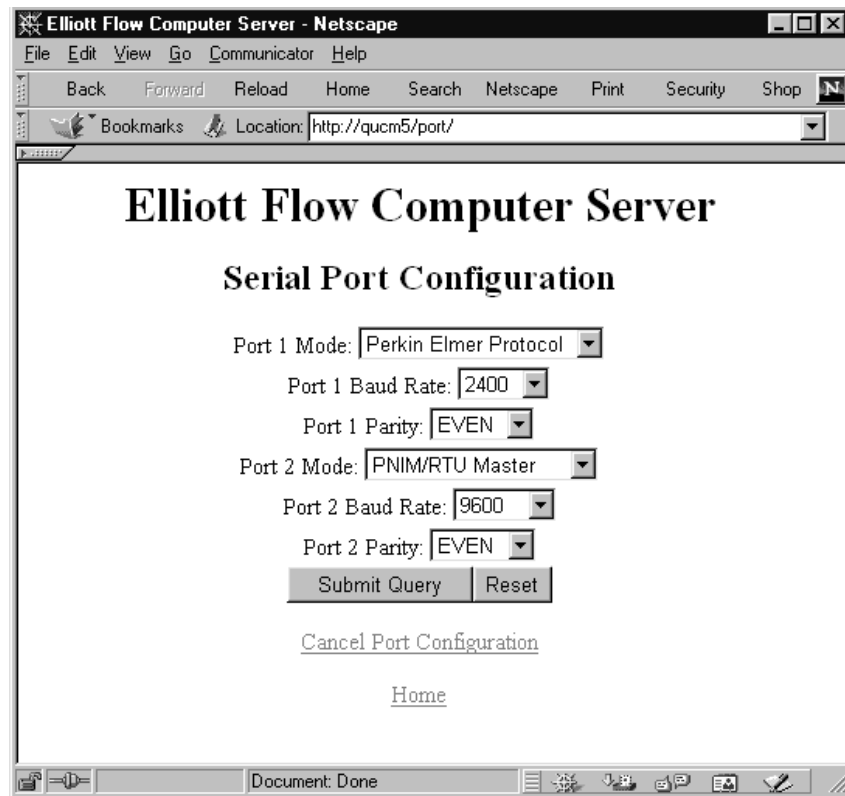 Elliott Flow Computer Server - Netscape
File Edit View Go Communicator Help
Back Forward Reload Home Search Netscape Print Security Shop N
Bookmarks Location: http://qucm5/port/
Elliott Flow Computer Server
Serial Port Configuration
Port 1 Mode: Perkin Elmer Protocol
Port 1 Baud Rate: 2400
Port 1 Parity: EVEN
Port 2 Mode: PNIM/RTU Master
Port 2 Baud Rate: 9600
Port 2 Parity: EVEN
Submit Query Reset
Cancel Port Configuration
Home
Document: Done